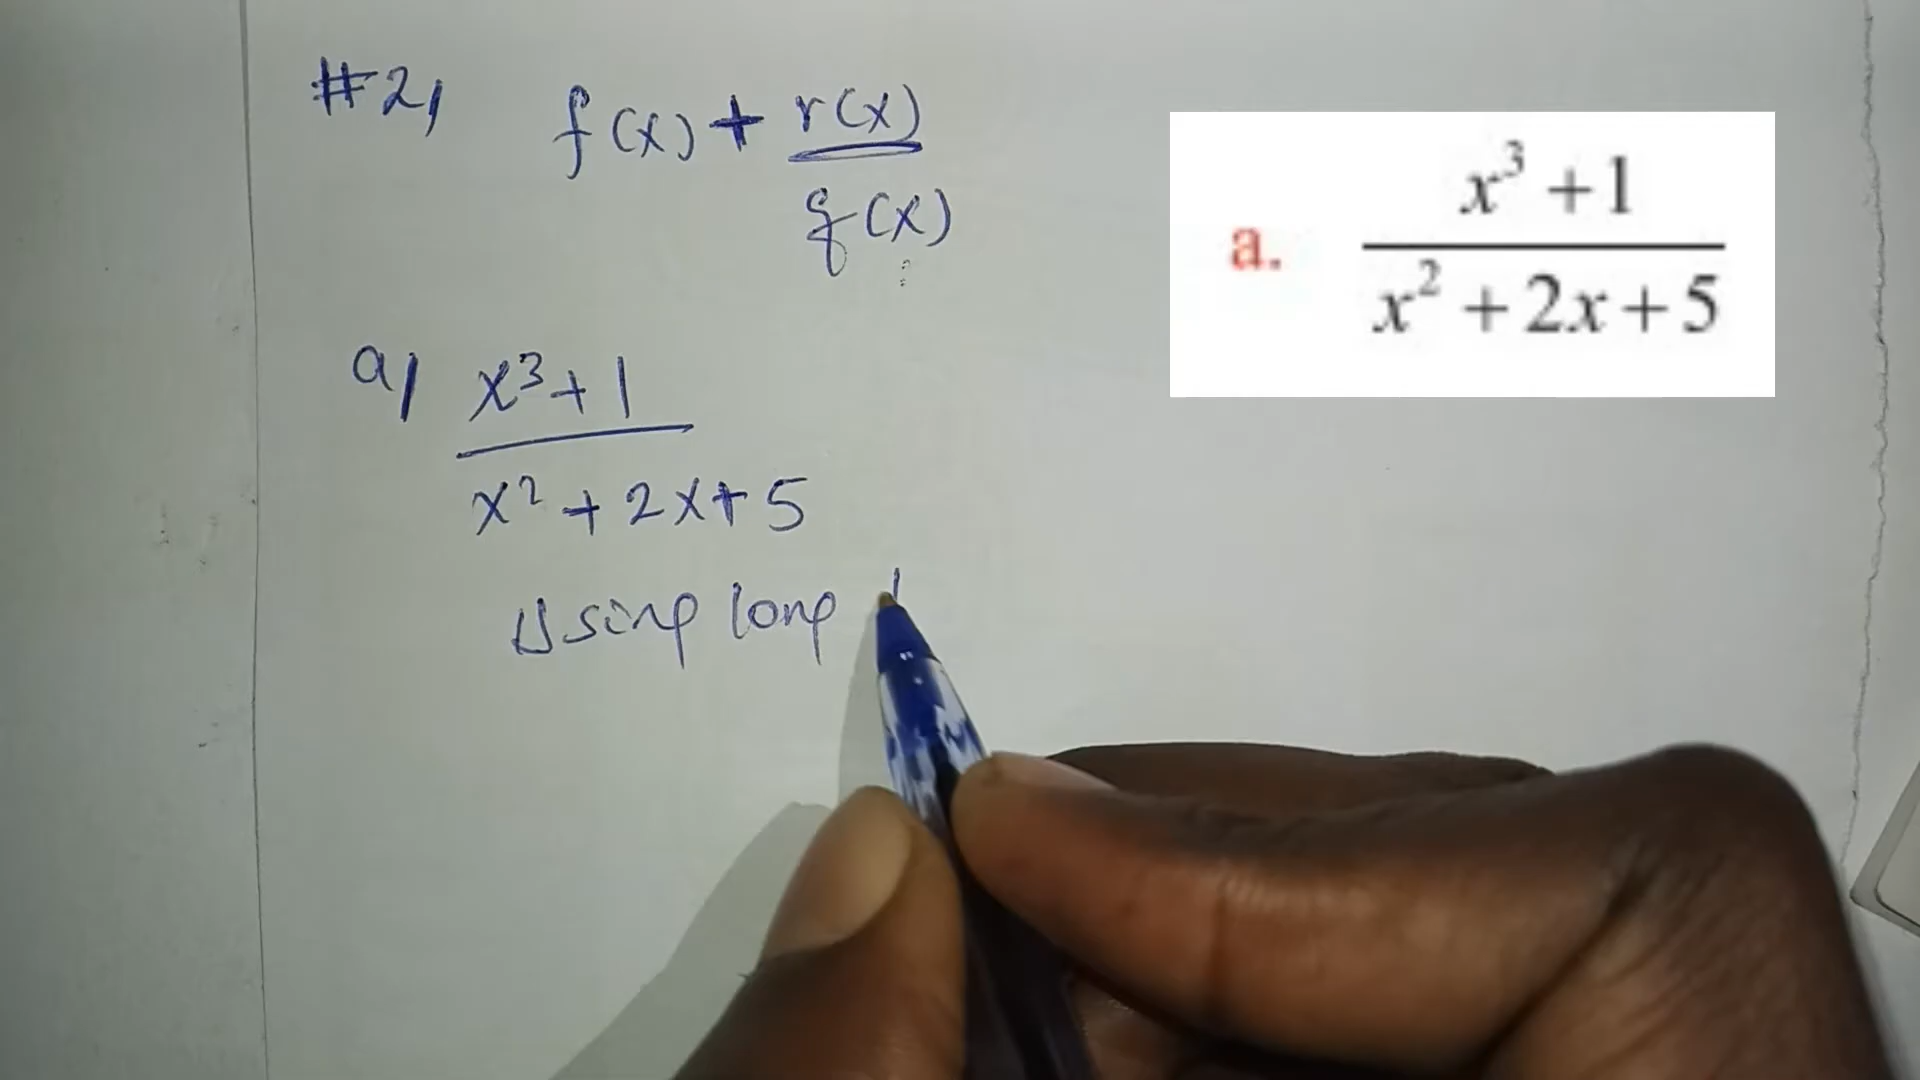 #2, f(x) + r(x)
q(x)
a) x³ + 1
x² + 2x + 5
Using long
a. x³ + 1
x² + 2x + 5